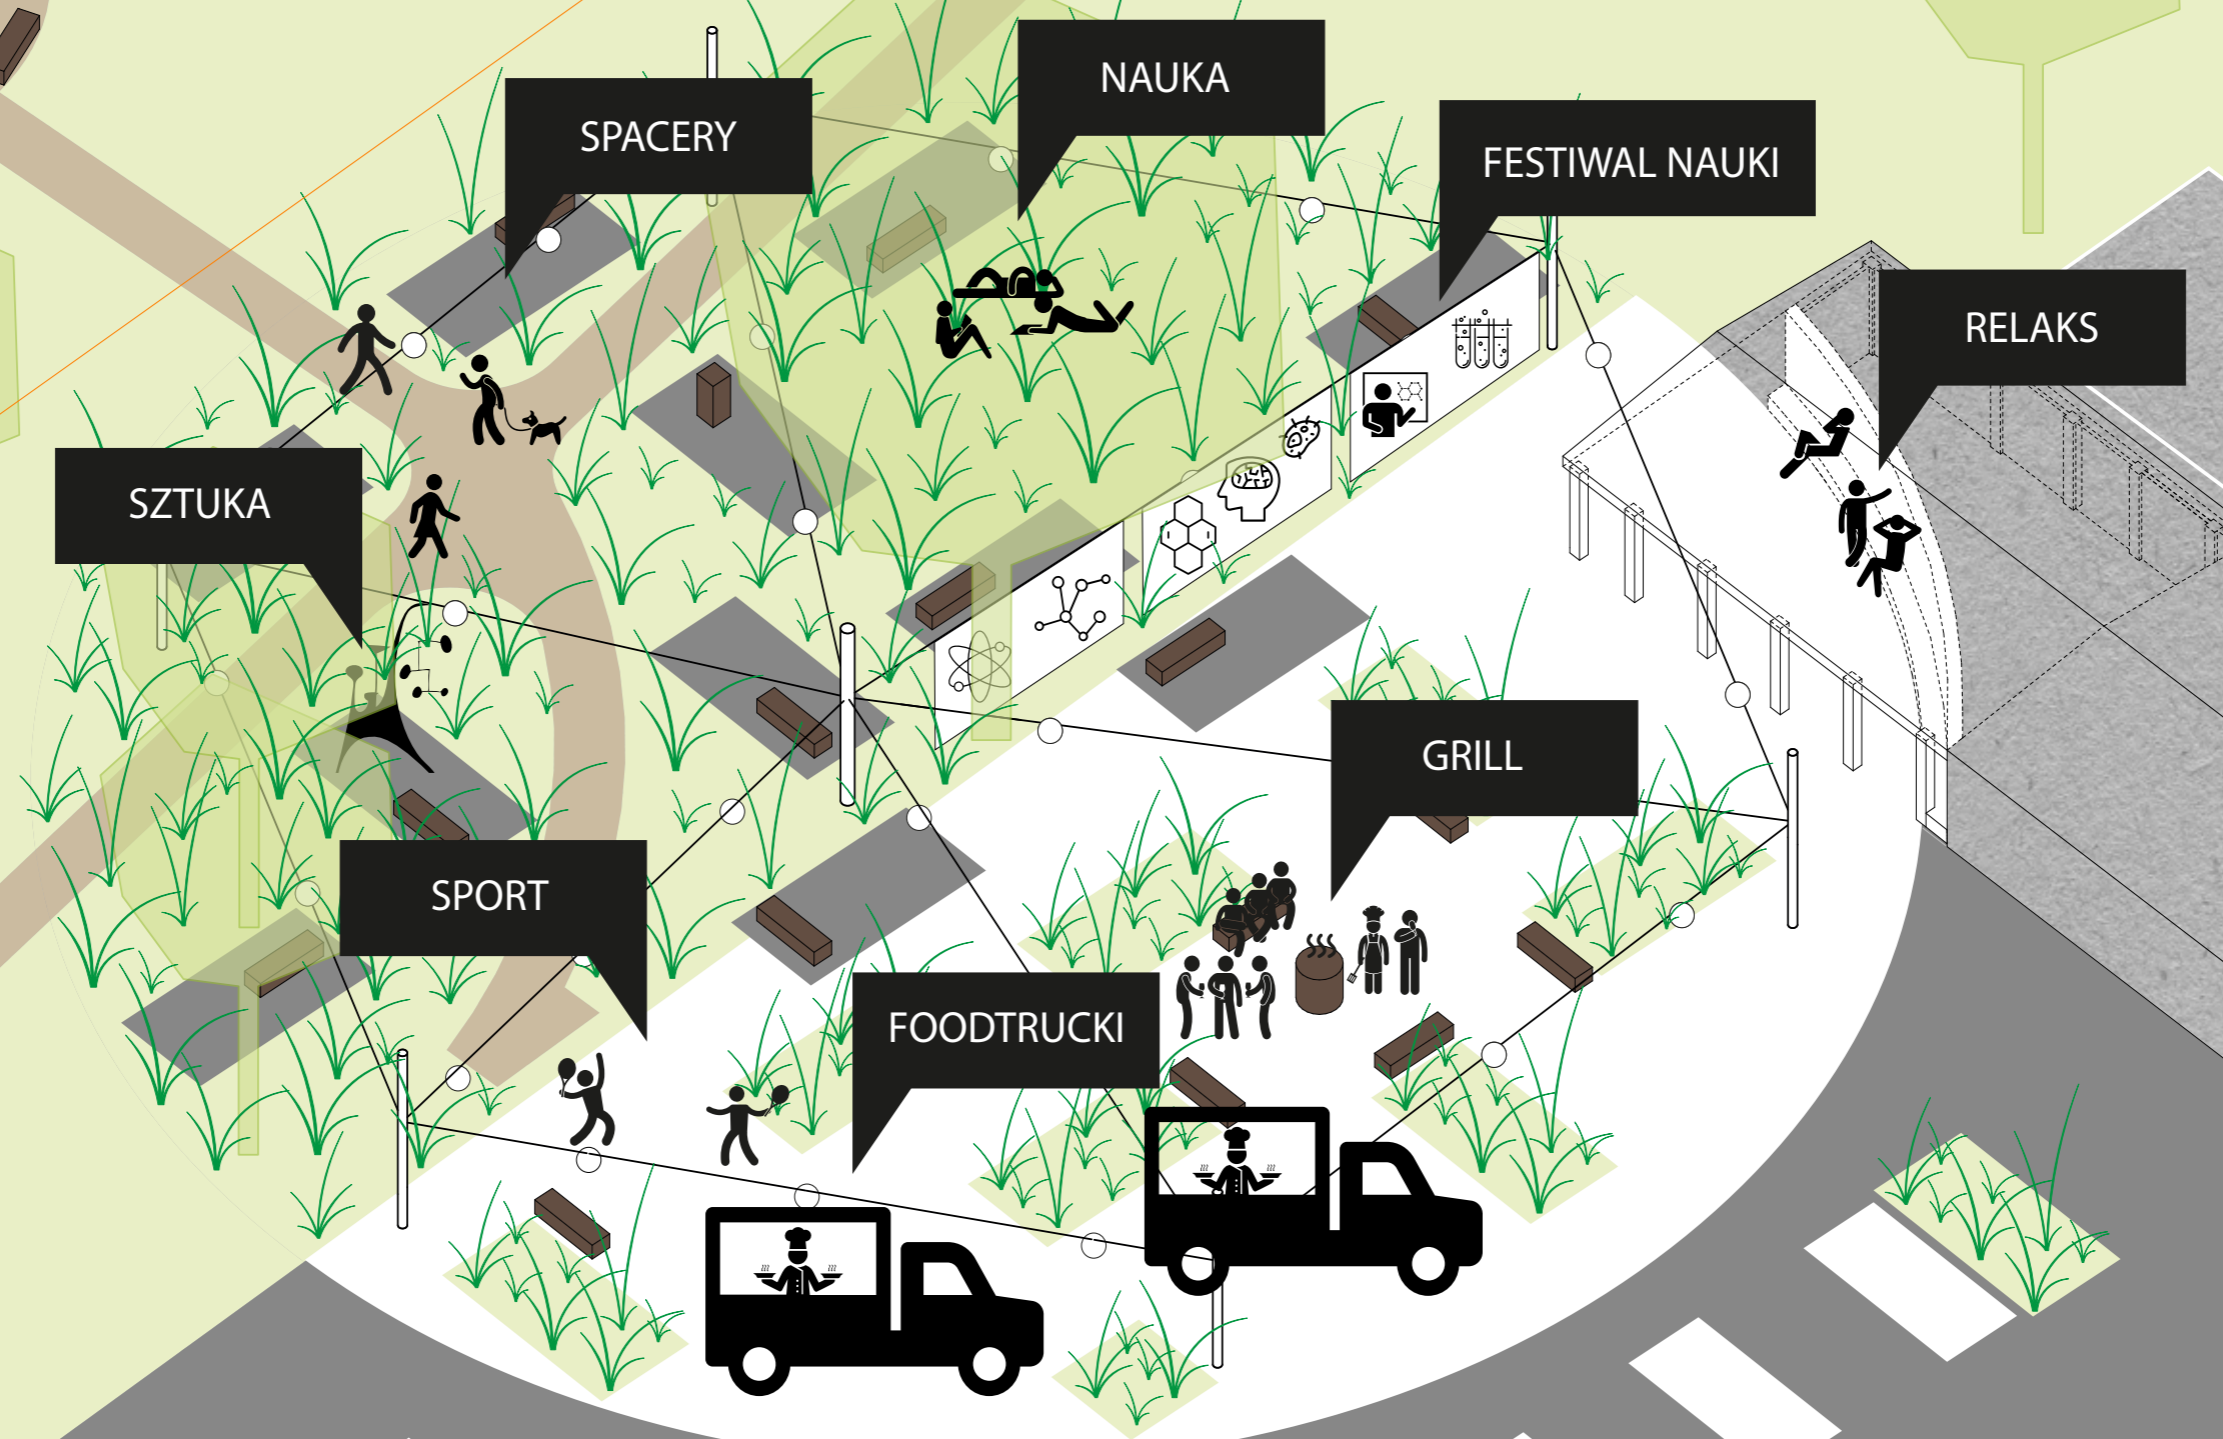 NAUKA
SPACERY
FESTIWAL NAUKI
RELAKS
SZTUKA
GRILL
SPORT
FOODTRUCKI